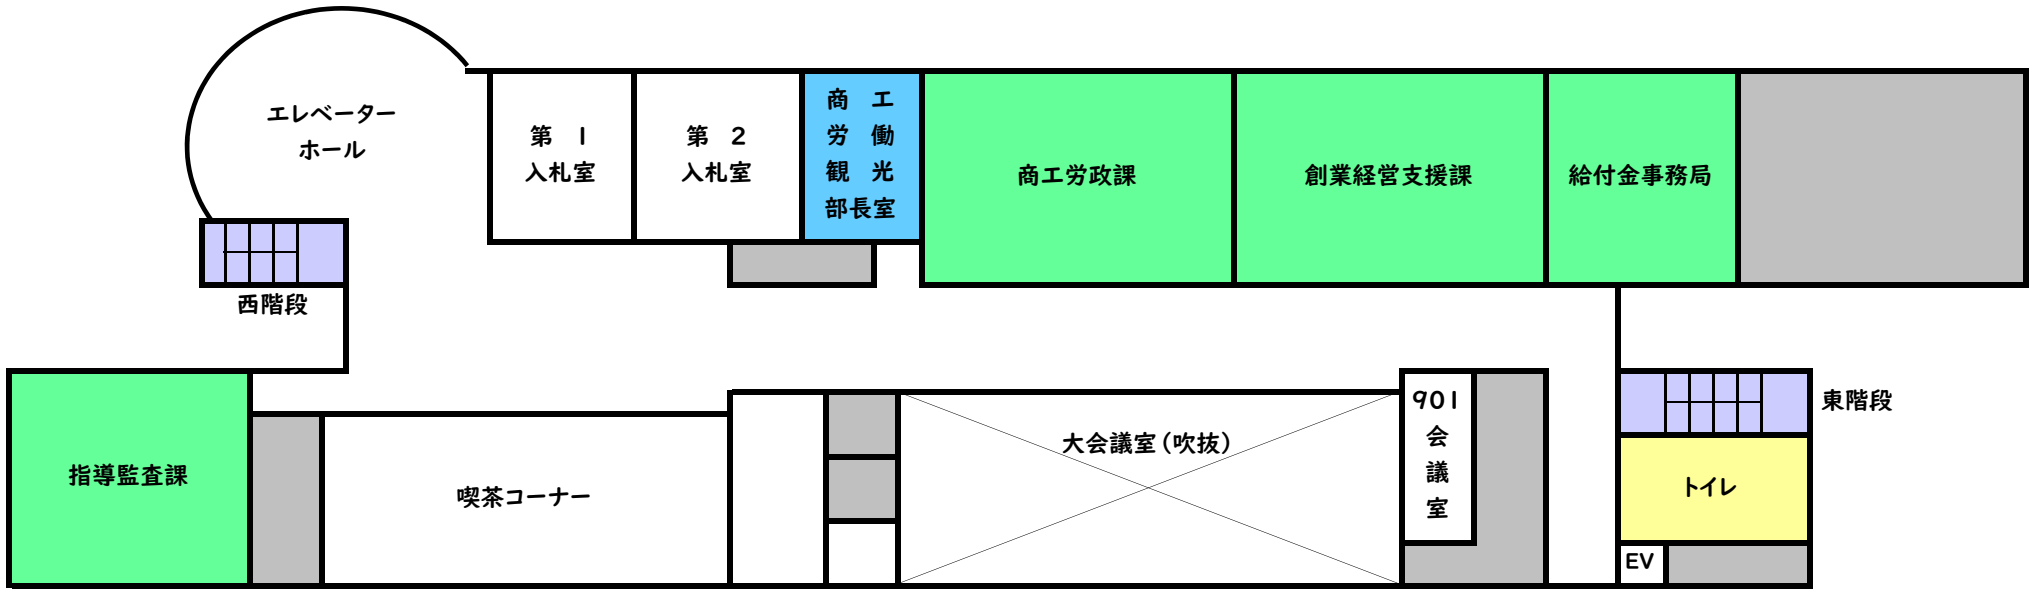 エレベーター
ホール
第　1
入札室
第　2
入札室
商　工
労　働
観　光
部長室
商工労政課
創業経営支援課
給付金事務局
西階段
指導監査課
喫茶コーナー
大会議室（吹抜）
901
会
議
室
東階段
トイレ
EV